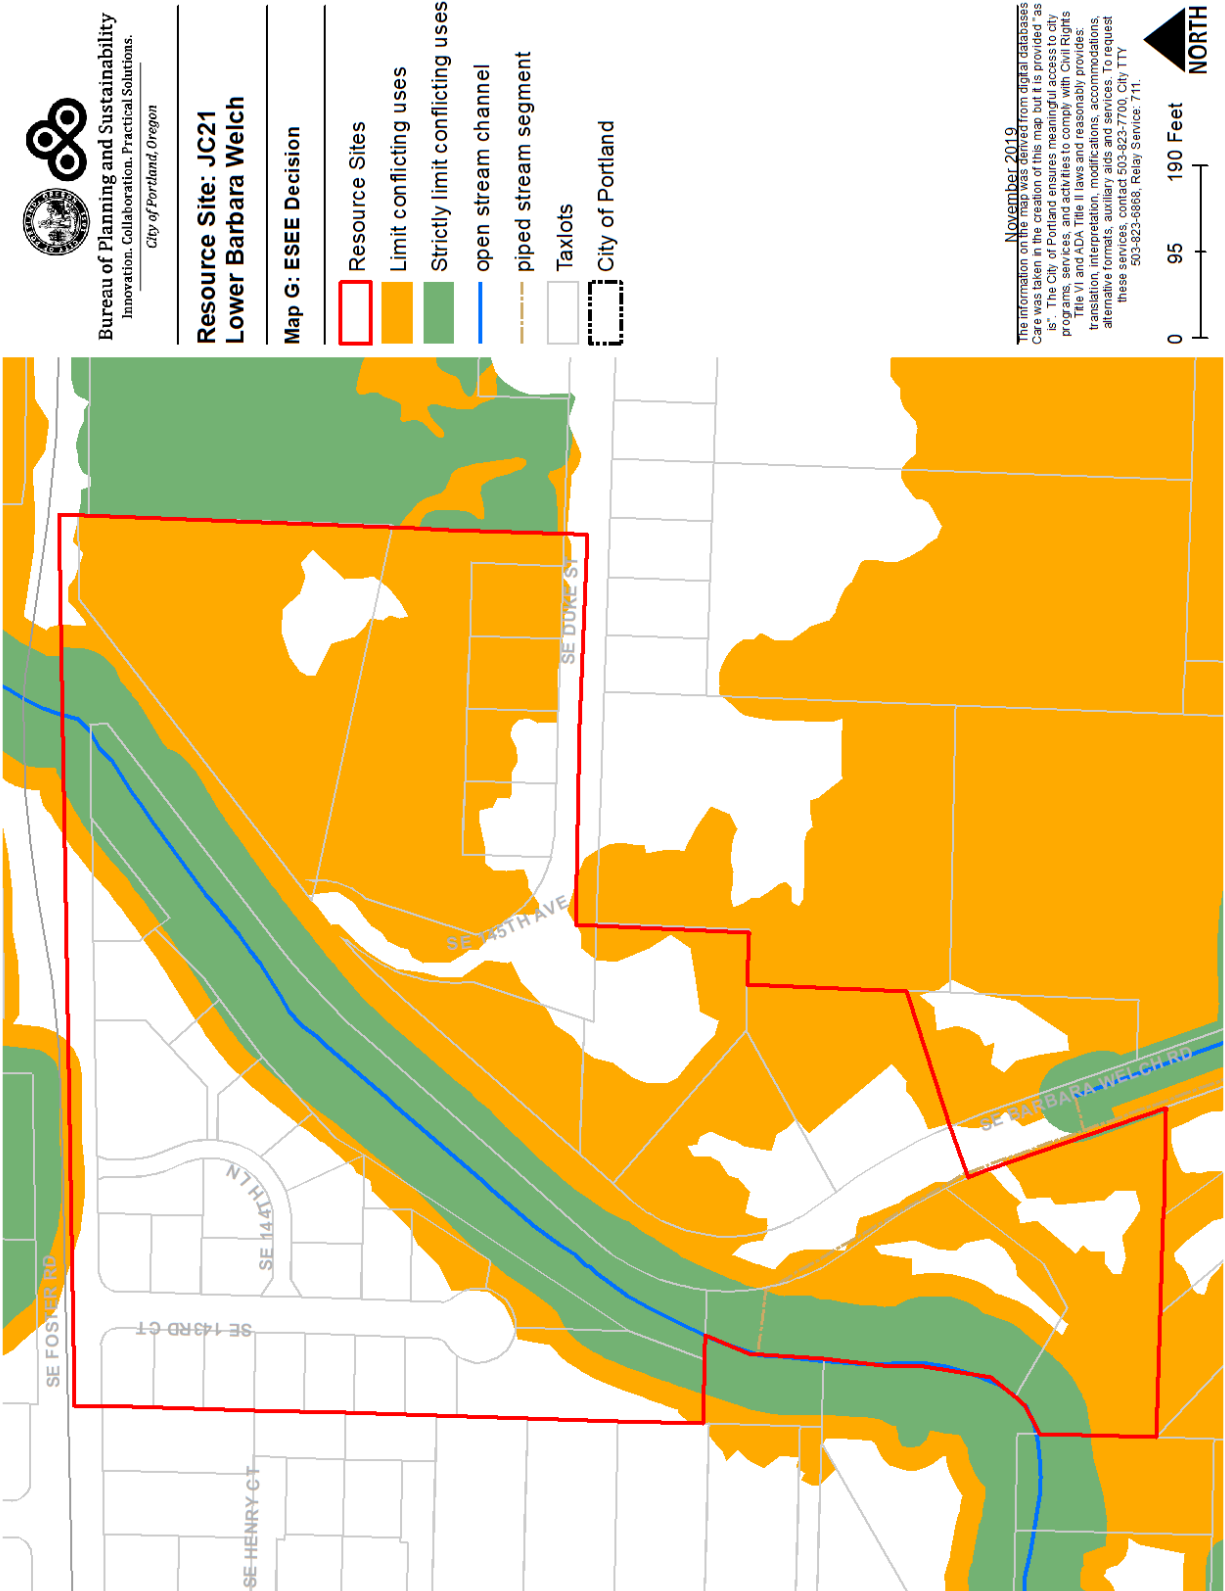 Bureau of Planning and Sustainability
Innovation. Collaboration. Practical Solutions.
City of Portland, Oregon
Resource Site: JC21
Lower Barbara Welch
Map G: ESEE Decision
Resource Sites
Limit conflicting uses
Strictly limit conflicting uses
open stream channel
piped stream segment
Taxlots
City of Portland
November 2019
The information on the map was derived from digital databases
Care was taken in the creation of this map but it is provided "as
is". The City of Portland ensures meaningful access to city
programs, services, and activities to comply with Civil Rights
Title VI and ADA Title II laws and reasonably provides:
translation, interpretation, modifications, accommodations,
alternative formats, auxiliary aids and services. To request
these services, contact 503-823-7700, City TTY
503-823-6868, Relay Service: 711.
0 95 190 Feet
NORTH
SE FOSTER RD
SE 143RD CT
SE 144TH LN
SE HENRY CT
SE 145TH AVE
SE DUKE ST
SE BARBARA WELCH RD